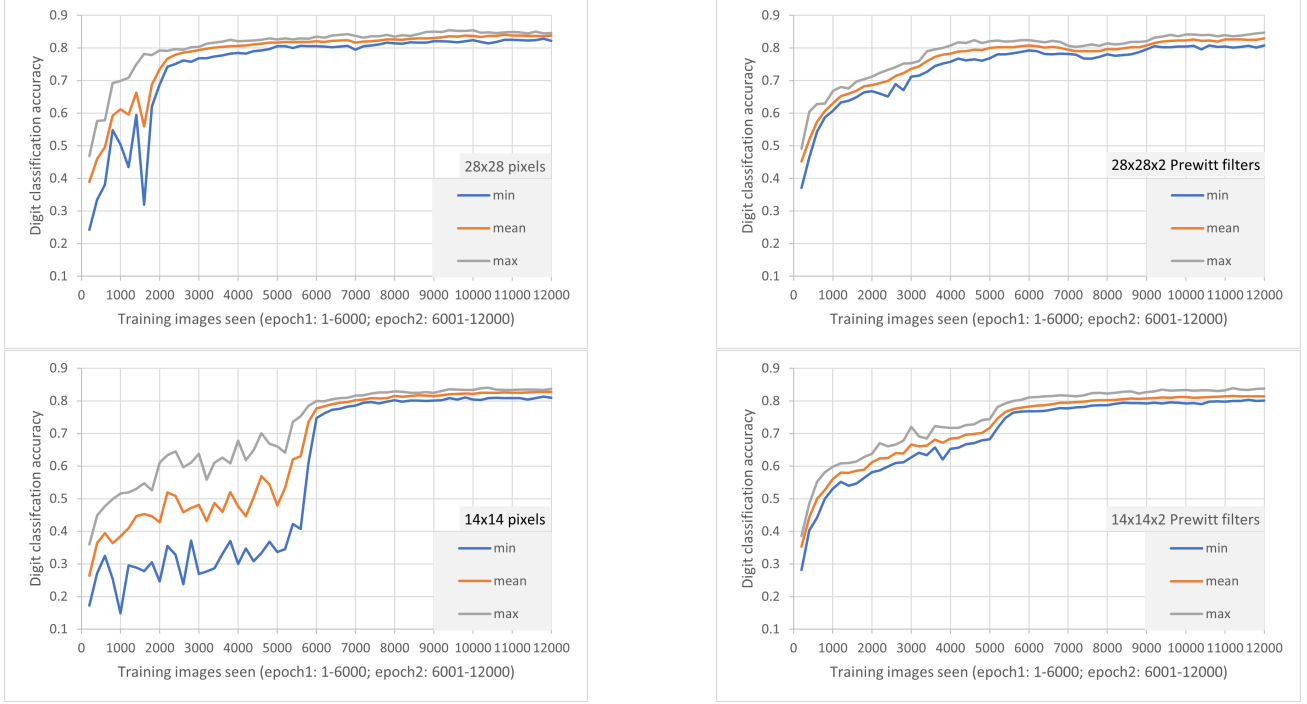 Digit classification accuracy
0.9
0.8
0.7
0.6
0.5
0.4
0.3
0.2
0.1
28x28 pixels
min
mean
max
0 1000 2000 3000 4000 5000 6000 7000 8000 9000 10000 11000 12000
Training images seen (epoch1: 1-6000; epoch2: 6001-12000)
Digit classifcation accuracy
0.9
0.8
0.7
0.6
0.5
0.4
0.3
0.2
0.1
28x28x2 Prewitt filters
min
mean
max
0 1000 2000 3000 4000 5000 6000 7000 8000 9000 10000 11000 12000
Training images seen (epoch1: 1-6000; epoch2: 6001-12000)
Digit classifcation accuracy
0.9
0.8
0.7
0.6
0.5
0.4
0.3
0.2
0.1
14x14 pixels
min
mean
max
0 1000 2000 3000 4000 5000 6000 7000 8000 9000 10000 11000 12000
Training images seen (epoch1: 1-6000; epoch2: 6001-12000)
Digit classifcation accuracy
0.9
0.8
0.7
0.6
0.5
0.4
0.3
0.2
0.1
14x14x2 Prewitt filters
min
mean
max
0 1000 2000 3000 4000 5000 6000 7000 8000 9000 10000 11000 12000
Training images seen (epoch1: 1-6000; epoch2: 6001-12000)